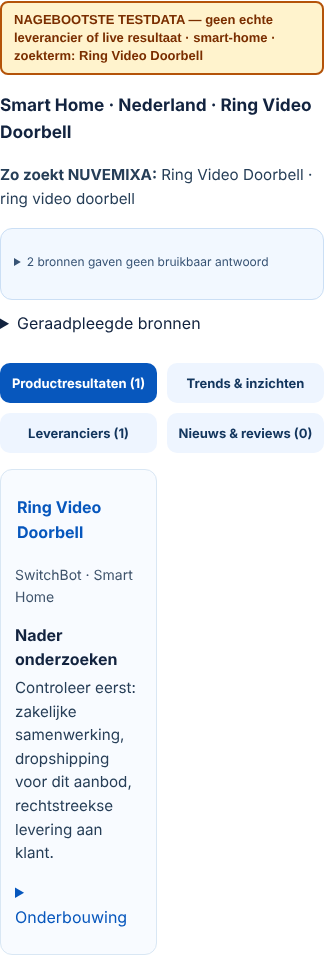 NAGEBOOTSTE TESTDATA — geen echte
leverancier of live resultaat · smart-home ·
zoekterm: Ring Video Doorbell
Smart Home · Nederland · Ring Video
Doorbell
Zo zoekt NUVEMIXA: Ring Video Doorbell ·
ring video doorbell
2 bronnen gaven geen bruikbaar antwoord
Geraadpleegde bronnen
Productresultaten (1)
Trends & inzichten
Leveranciers (1)
Nieuws & reviews (0)
Ring Video
Doorbell
SwitchBot · Smart
Home
Nader
onderzoeken
Controleer eerst:
zakelijke
samenwerking,
dropshipping
voor dit aanbod,
rechtstreekse
levering aan
klant.
Onderbouwing